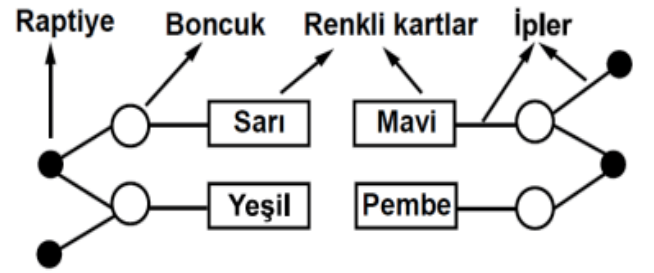 Raptiye Boncuk Renkli kartlar İpler
Sarı Mavi
Yeşil Pembe